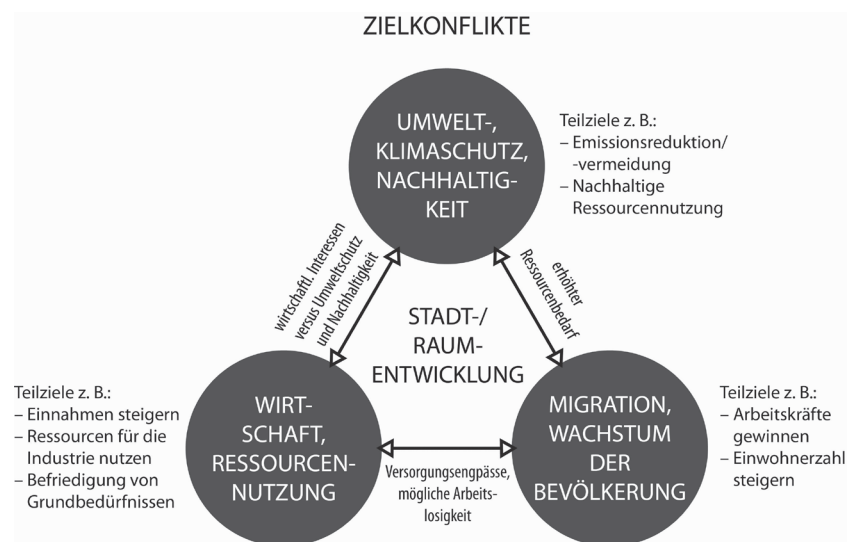 ZIELKONFLIKTE
UMWELT-,
KLIMASCHUTZ,
NACHHALTIG-
KEIT
Teilziele z. B.:
– Emissionsreduktion/
-vermeidung
– Nachhaltige
Ressourcennutzung
wirtschaftl. Interessen
versus Umweltschutz
und Nachhaltigkeit
erhöhter
Ressourcenbedarf
STADT-/
RAUM-
ENTWICKLUNG
Teilziele z. B.:
– Einnahmen steigern
– Ressourcen für die
Industrie nutzen
– Befriedigung von
Grundbedürfnissen
WIRT-
SCHAFT,
RESSOURCEN-
NUTZUNG
Versorgungsengpässe,
mögliche Arbeits-
losigkeit
MIGRATION,
WACHSTUM
DER
BEVÖLKERUNG
Teilziele z. B.:
– Arbeitskräfte
gewinnen
– Einwohnerzahl
steigern